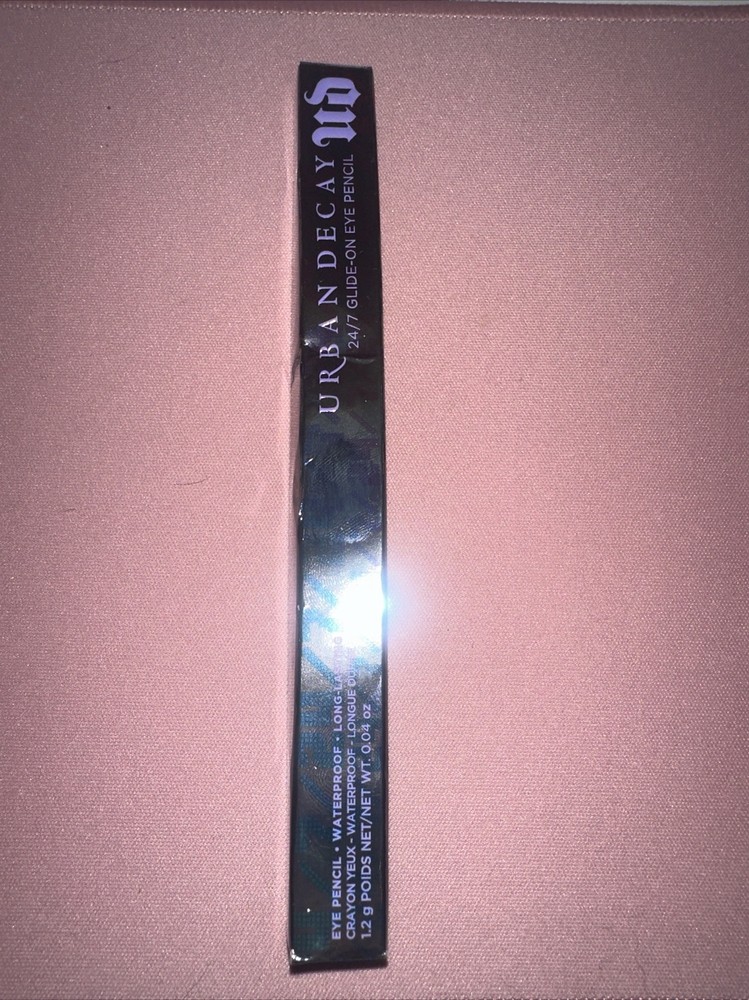 UD
URBAN DECAY
24/7 GLIDE-ON EYE PENCIL
EYE PENCIL • WATERPROOF • LONG-LASTING
CRAYON YEUX - WATERPROOF - LONGUE
1.2 g POIDS NET/NET WT. 0.04 oz